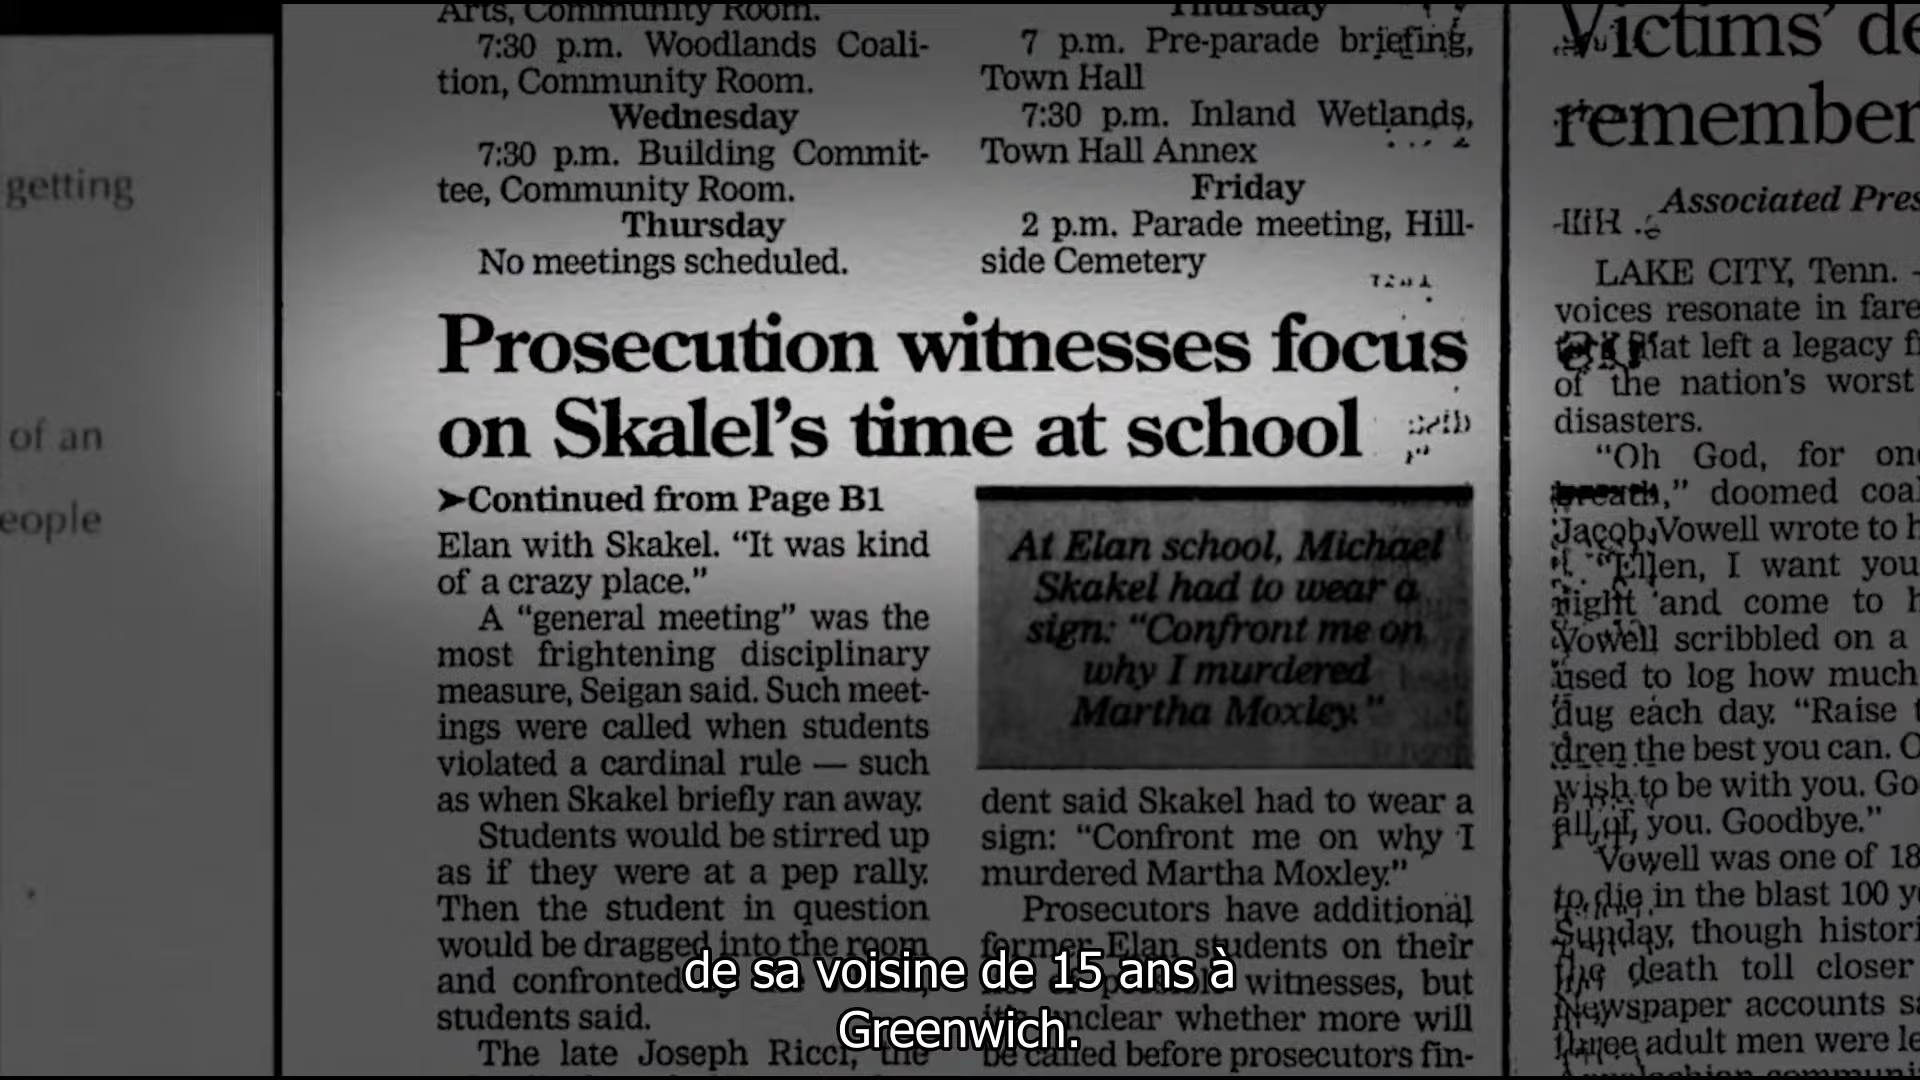 getting
of an
eople
Arts, Community Room.
7:30 p.m. Woodlands Coali-
tion, Community Room.
Wednesday
7:30 p.m. Building Commit-
tee, Community Room.
Thursday
No meetings scheduled.
Thursday
7 p.m. Pre-parade briefing,
Town Hall
7:30 p.m. Inland Wetlands,
Town Hall Annex
Friday
2 p.m. Parade meeting, Hill-
side Cemetery
Prosecution witnesses focus
on Skalel's time at school
➤Continued from Page B1
Elan with Skakel. “It was kind
of a crazy place.”
A “general meeting” was the
most frightening disciplinary
measure, Seigan said. Such meet-
ings were called when students
violated a cardinal rule — such
as when Skakel briefly ran away.
Students would be stirred up
as if they were at a pep rally.
Then the student in question
would be dragged into the room
and confronted
students said.
The late Joseph Ricci, the
At Elan school, Michael
Skakel had to wear a
sign: “Confront me on
why I murdered
Martha Moxley.”
dent said Skakel had to wear a
sign: “Confront me on why I
murdered Martha Moxley.”
Prosecutors have additional
former Elan students on their
witnesses, but
unclear whether more will
be called before prosecutors fin-
Victims' de
remember
Associated Pres
LAKE CITY, Tenn. -
voices resonate in fare
that left a legacy f
of the nation's worst
disasters.
“Oh God, for one
breath,” doomed coal
Jacob Vowell wrote to h
“Ellen, I want you
right and come to h
Vowell scribbled on a
used to log how much
dug each day. “Raise
dren the best you can. O
wish to be with you. Go
all of you. Goodbye.”
Vowell was one of 18
to die in the blast 100 y
Sunday, though histori
the death toll closer
Newspaper accounts sa
three adult men were le
de sa voisine de 15 ans à
Greenwich.